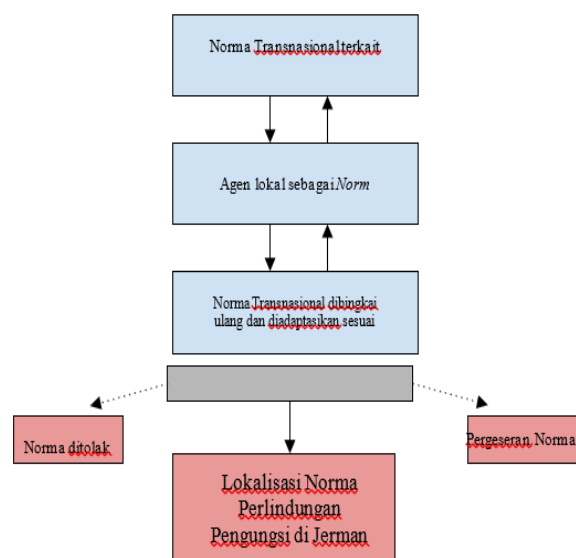 Norma Transnasional terkait
Agen lokal sebagai Norm
Norma Transnasional dibingkai
ulang dan diadaptasikan sesuai
Norma ditolak
Pergeseran Norma
Lokalisasi Norma
Perlindungan
Pengungsi di Jerman